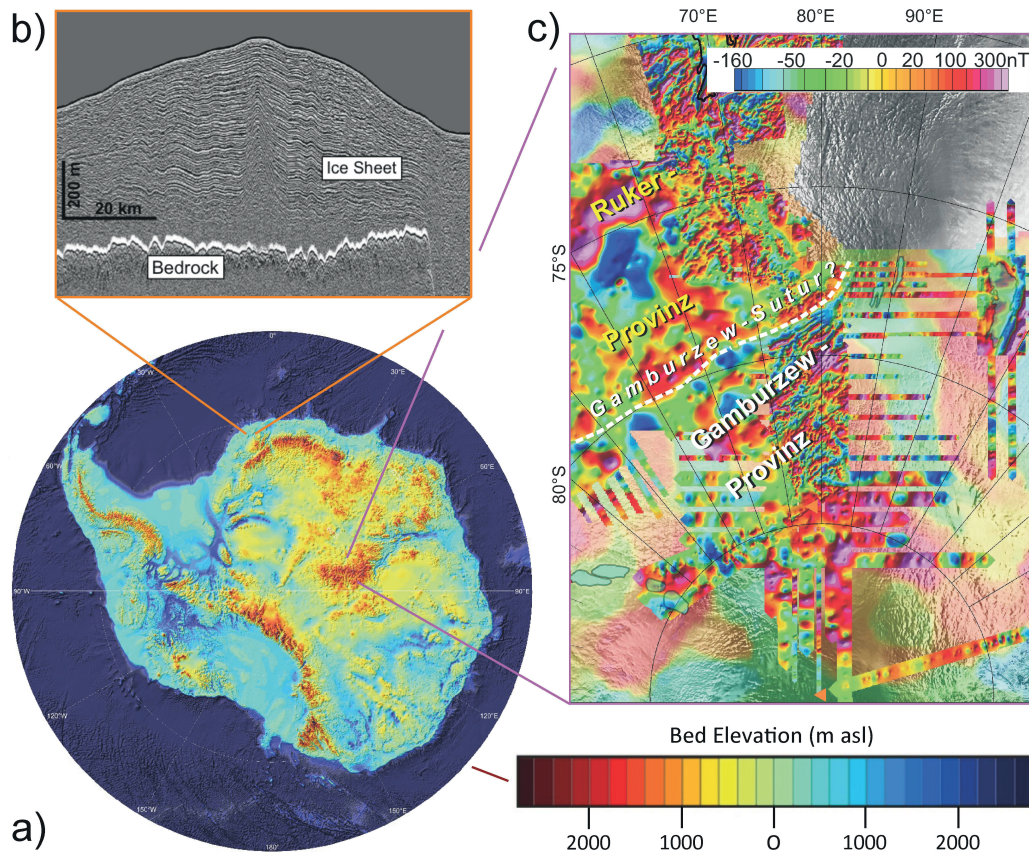 b)
Ice Sheet
200 m
20 km
Bedrock
c)
70°E 80°E 90°E
-160 -50 -20 0 20 100 300nT
75°S
80°S
Ruker -
Provinz
Gamburzew-Sutur?
Gamburzew -
Provinz
0°
30°W
30°E
60°W
60°E
90°W
90°E
120°W
120°E
150°W
150°E
180°
a)
Bed Elevation (m asl)
2000 1000 O 1000 2000